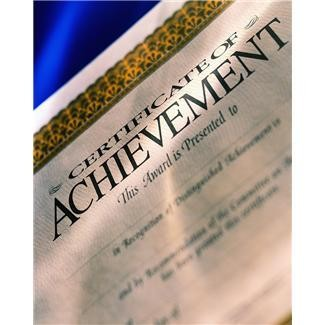 CERTIFICATE OF
ACHIEVEMENT
This Award is Presented to
in Recognition of Distinguished Achievement in
and by Recommendation of the Committee on
has been granted this certificate